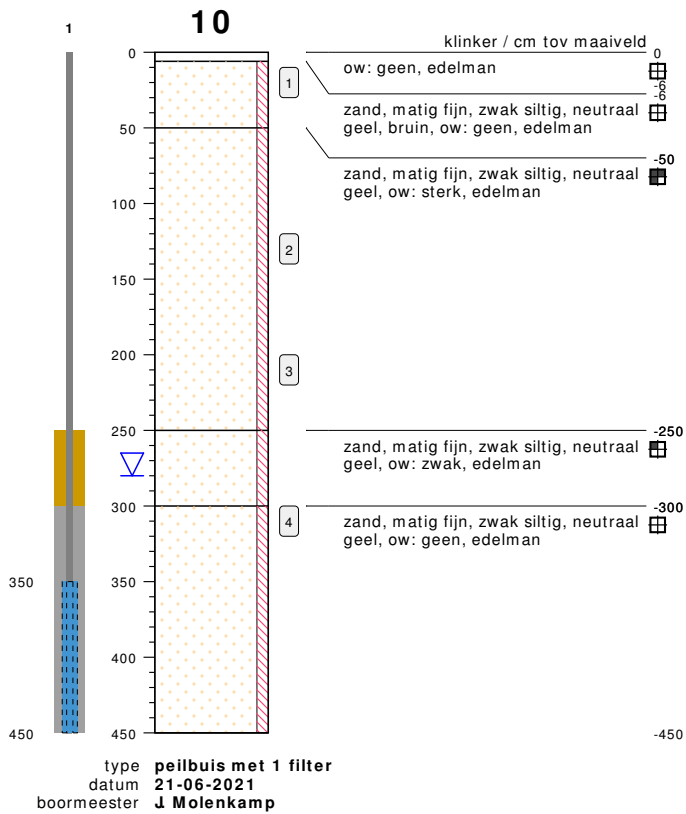 10
1
klinker / cm tov maaiveld
0
0
ow: geen, edelman
-6
-6
1
zand, matig fijn, zwak siltig, neutraal
geel, bruin, ow: geen, edelman
50
-50
zand, matig fijn, zwak siltig, neutraal
geel, ow: sterk, edelman
100
2
150
200
3
250
-250
zand, matig fijn, zwak siltig, neutraal
geel, ow: zwak, edelman
300
-300
4
zand, matig fijn, zwak siltig, neutraal
geel, ow: geen, edelman
350
350
400
450
450
-450
type peilbuis met 1 filter
datum 21-06-2021
boormeester J. Molenkamp